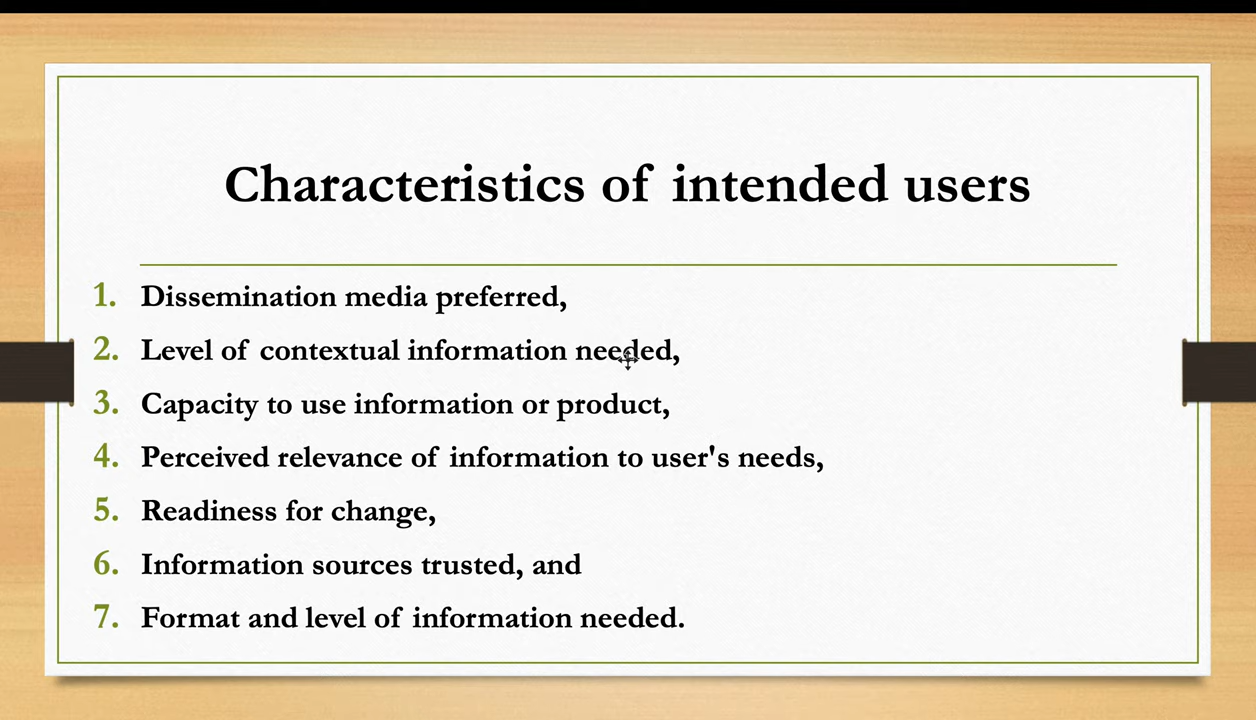 Characteristics of intended users
1. Dissemination media preferred,
2. Level of contextual information needed,
3. Capacity to use information or product,
4. Perceived relevance of information to user's needs,
5. Readiness for change,
6. Information sources trusted, and
7. Format and level of information needed.